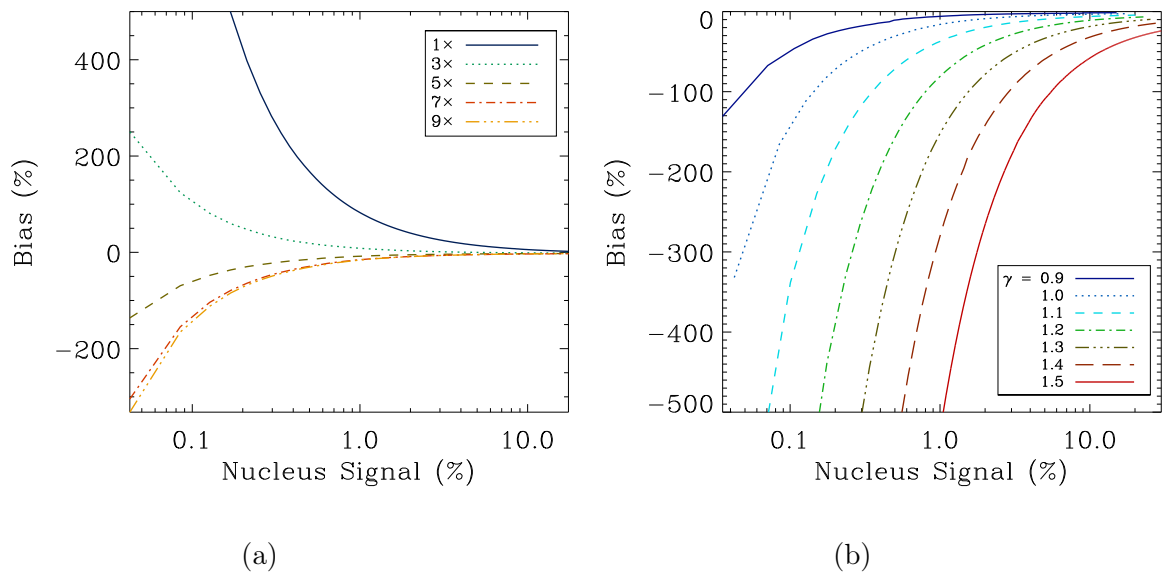 400
200
0
−200
Bias (%)
0.1 1.0 10.0
Nucleus Signal (%)
1×
3×
5×
7×
9×
(a)
0
−100
−200
−300
−400
−500
Bias (%)
0.1 1.0 10.0
Nucleus Signal (%)
γ = 0.9
1.0
1.1
1.2
1.3
1.4
1.5
(b)